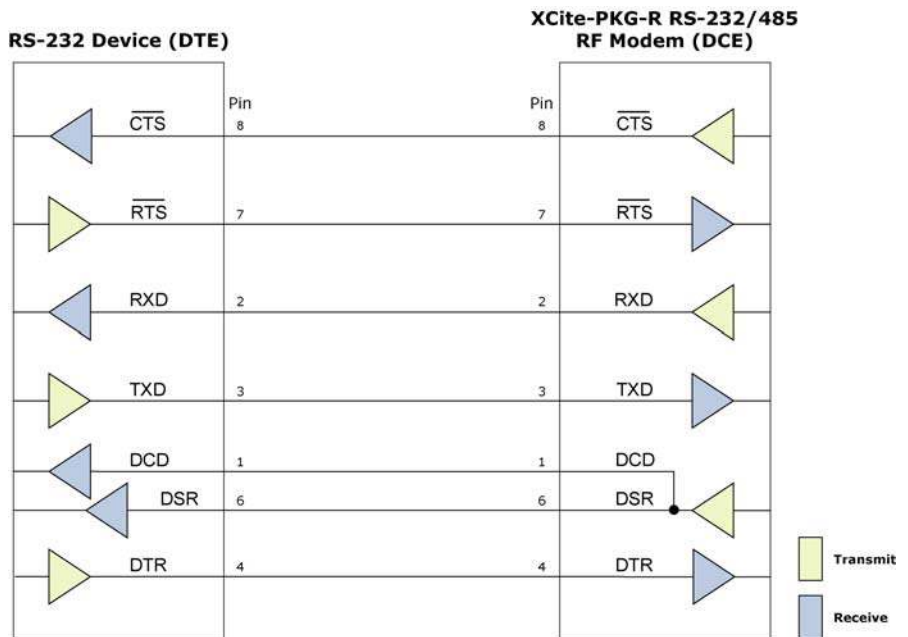 XCite-PKG-R RS-232/485
RS-232 Device (DTE) RF Modem (DCE)
Pin Pin
CTS 8 8 CTS
RTS 7 7 RTS
RXD 2 2 RXD
TXD 3 3 TXD
DCD 1 1 DCD
DSR 6 6 DSR
DTR 4 4 DTR
Transmit
Receive